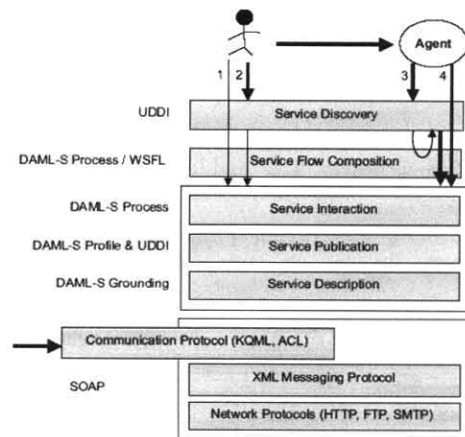 Agent
1 2 3 4
UDDI Service Discovery
DAML-S Process / WSFL Service Flow Composition
DAML-S Process Service Interaction
DAML-S Profile & UDDI Service Publication
DAML-S Grounding Service Description
Communication Protocol (KQML, ACL)
SOAP XML Messaging Protocol
Network Protocols (HTTP, FTP, SMTP)